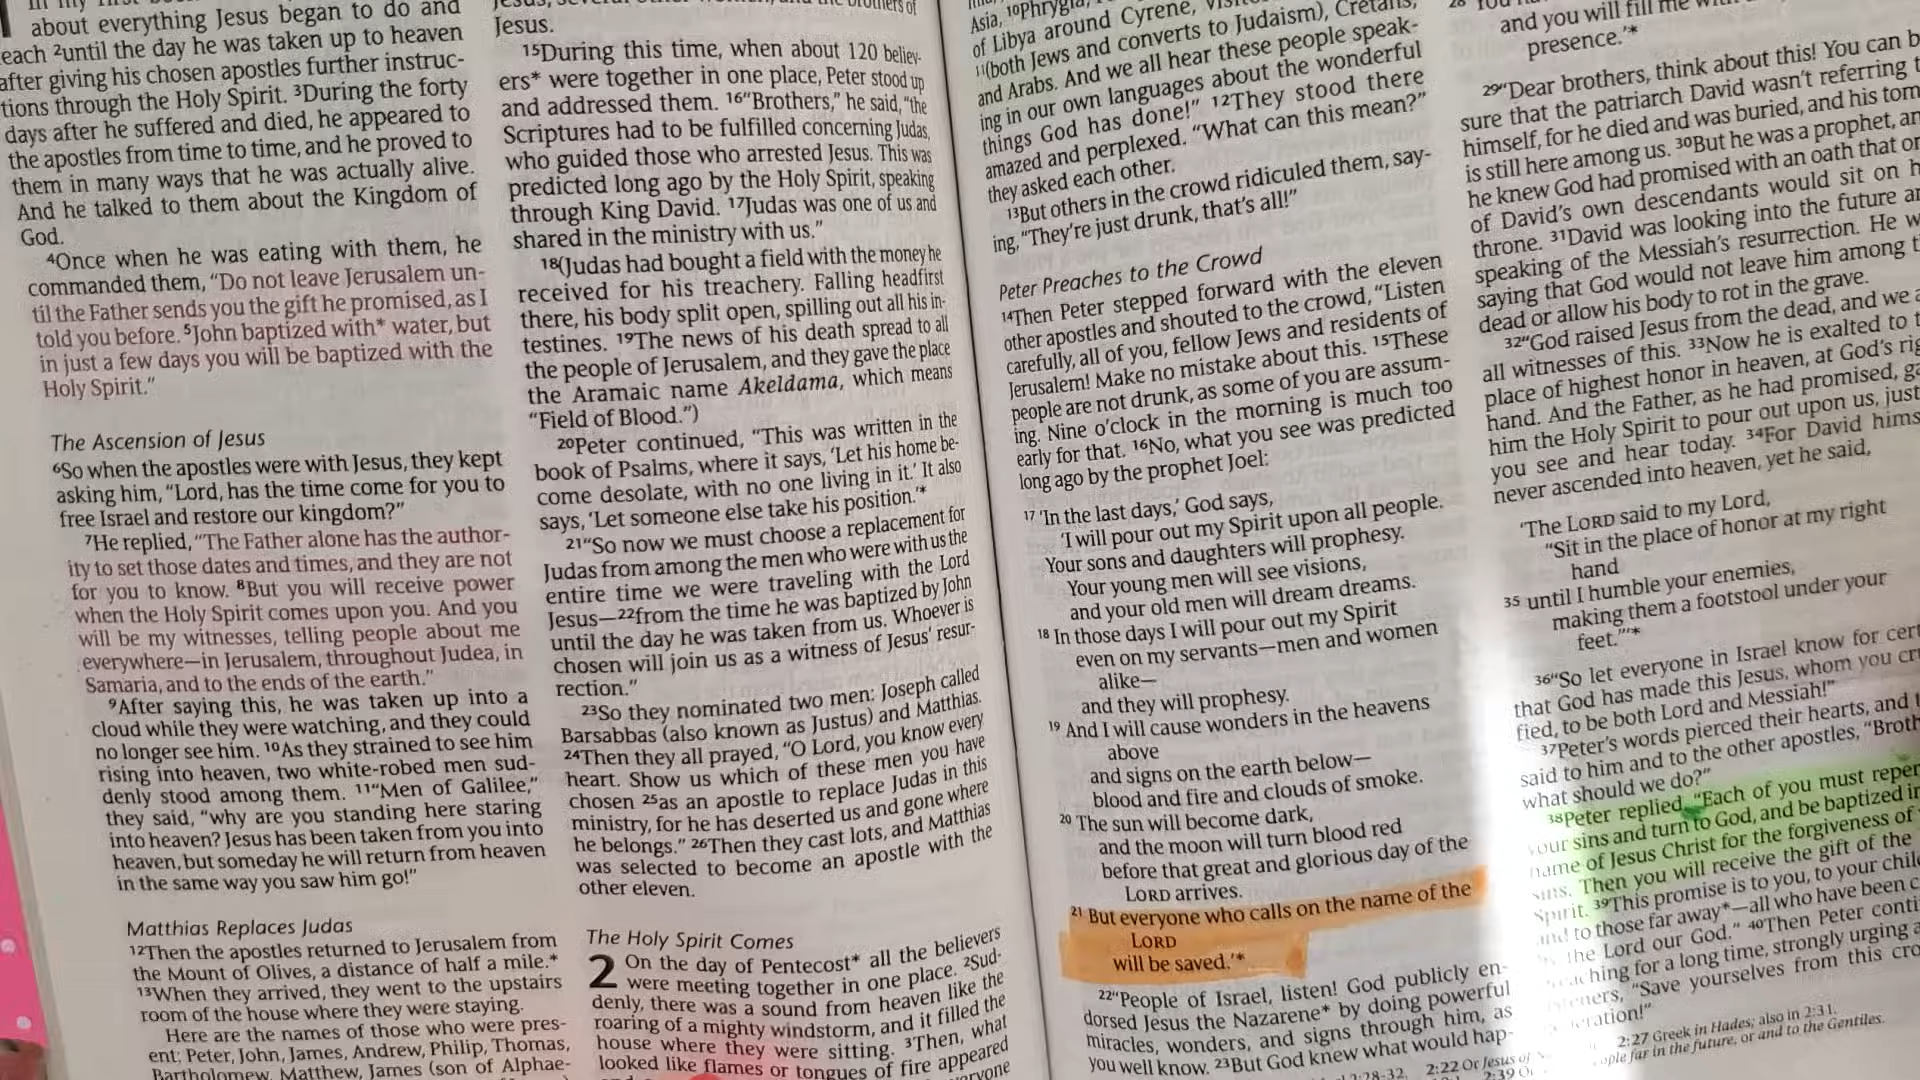 about everything Jesus began to do and
each ²until the day he was taken up to heaven
after giving his chosen apostles further instruc-
tions through the Holy Spirit. ³During the forty
days after he suffered and died, he appeared to
the apostles from time to time, and he proved to
them in many ways that he was actually alive.
And he talked to them about the Kingdom of
God.
⁴Once when he was eating with them, he
commanded them, “Do not leave Jerusalem un-
til the Father sends you the gift he promised, as I
told you before. ⁵John baptized with* water, but
in just a few days you will be baptized with the
Holy Spirit.”
The Ascension of Jesus
⁶So when the apostles were with Jesus, they kept
asking him, “Lord, has the time come for you to
free Israel and restore our kingdom?”
⁷He replied, “The Father alone has the author-
ity to set those dates and times, and they are not
for you to know. ⁸But you will receive power
when the Holy Spirit comes upon you. And you
will be my witnesses, telling people about me
everywhere—in Jerusalem, throughout Judea, in
Samaria, and to the ends of the earth.”
⁹After saying this, he was taken up into a
cloud while they were watching, and they could
no longer see him. ¹⁰As they strained to see him
rising into heaven, two white-robed men sud-
denly stood among them. ¹¹“Men of Galilee,”
they said, “why are you standing here staring
into heaven? Jesus has been taken from you into
heaven, but someday he will return from heaven
in the same way you saw him go!”
Matthias Replaces Judas
¹²Then the apostles returned to Jerusalem from
the Mount of Olives, a distance of half a mile.*
¹³When they arrived, they went to the upstairs
room of the house where they were staying.
Here are the names of those who were pres-
ent: Peter, John, James, Andrew, Philip, Thomas,
Bartholomew, Matthew, James (son of Alphae-
Jesus.
¹⁵During this time, when about 120 believ-
ers* were together in one place, Peter stood up
and addressed them. ¹⁶“Brothers,” he said, “the
Scriptures had to be fulfilled concerning Judas,
who guided those who arrested Jesus. This was
predicted long ago by the Holy Spirit, speaking
through King David. ¹⁷Judas was one of us and
shared in the ministry with us.”
¹⁸(Judas had bought a field with the money he
received for his treachery. Falling headfirst
there, his body split open, spilling out all his in-
testines. ¹⁹The news of his death spread to all
the people of Jerusalem, and they gave the place
the Aramaic name Akeldama, which means
“Field of Blood.”)
²⁰Peter continued, “This was written in the
book of Psalms, where it says, ‘Let his home be-
come desolate, with no one living in it.’ It also
says, ‘Let someone else take his position.’*
²¹“So now we must choose a replacement for
Judas from among the men who were with us the
entire time we were traveling with the Lord
Jesus—²²from the time he was baptized by John
until the day he was taken from us. Whoever is
chosen will join us as a witness of Jesus’ resur-
rection.”
²³So they nominated two men: Joseph called
Barsabbas (also known as Justus) and Matthias.
²⁴Then they all prayed, “O Lord, you know every
heart. Show us which of these men you have
chosen ²⁵as an apostle to replace Judas in this
ministry, for he has deserted us and gone where
he belongs.” ²⁶Then they cast lots, and Matthias
was selected to become an apostle with the
other eleven.
The Holy Spirit Comes
2 On the day of Pentecost* all the believers
were meeting together in one place. ²Sud-
denly, there was a sound from heaven like the
roaring of a mighty windstorm, and it filled the
house where they were sitting. ³Then, what
looked like flames or tongues of fire appeared
Asia, ¹⁰Phrygia,
of Libya around Cyrene,
¹¹(both Jews and converts to Judaism), Cretans,
and Arabs. And we all hear these people speak-
ing in our own languages about the wonderful
things God has done!” ¹²They stood there
amazed and perplexed. “What can this mean?”
they asked each other.
¹³But others in the crowd ridiculed them, say-
ing, “They’re just drunk, that’s all!”
Peter Preaches to the Crowd
¹⁴Then Peter stepped forward with the eleven
other apostles and shouted to the crowd, “Listen
carefully, all of you, fellow Jews and residents of
Jerusalem! Make no mistake about this. ¹⁵These
people are not drunk, as some of you are assum-
ing. Nine o’clock in the morning is much too
early for that. ¹⁶No, what you see was predicted
long ago by the prophet Joel:
¹⁷ ‘In the last days,’ God says,
‘I will pour out my Spirit upon all people.
Your sons and daughters will prophesy.
Your young men will see visions,
and your old men will dream dreams.
¹⁸ In those days I will pour out my Spirit
even on my servants—men and women
alike—
and they will prophesy.
¹⁹ And I will cause wonders in the heavens
above
and signs on the earth below—
blood and fire and clouds of smoke.
²⁰ The sun will become dark,
and the moon will turn blood red
before that great and glorious day of the
LORD arrives.
²¹ But everyone who calls on the name of the
LORD
will be saved.’*
²²“People of Israel, listen! God publicly en-
dorsed Jesus the Nazarene* by doing powerful
miracles, wonders, and signs through him, as
you well know. ²³But God knew what would hap-
and you will fill me with
presence.’*
²⁹“Dear brothers, think about this! You can b
sure that the patriarch David wasn’t referring t
himself, for he died and was buried, and his tom
is still here among us. ³⁰But he was a prophet, an
he knew God had promised with an oath that on
of David’s own descendants would sit on h
throne. ³¹David was looking into the future an
speaking of the Messiah’s resurrection. He w
saying that God would not leave him among t
dead or allow his body to rot in the grave.
³²“God raised Jesus from the dead, and we a
all witnesses of this. ³³Now he is exalted to t
place of highest honor in heaven, at God’s rig
hand. And the Father, as he had promised, ga
him the Holy Spirit to pour out upon us, just
you see and hear today. ³⁴For David hims
never ascended into heaven, yet he said,
‘The LORD said to my Lord,
“Sit in the place of honor at my right
hand
³⁵ until I humble your enemies,
making them a footstool under your
feet.”’*
³⁶“So let everyone in Israel know for cert
that God has made this Jesus, whom you cr
fied, to be both Lord and Messiah!”
³⁷Peter’s words pierced their hearts, and t
said to him and to the other apostles, “Broth
what should we do?”
³⁸Peter replied, “Each of you must repen
your sins and turn to God, and be baptized in
name of Jesus Christ for the forgiveness of
sins. Then you will receive the gift of the
Spirit. ³⁹This promise is to you, to your chil
and to those far away*—all who have been c
the Lord our God.” ⁴⁰Then Peter conti
ching for a long time, strongly urging
“Save yourselves from this cro
eration!”
2:27 Greek in Hades; also in 2:31.
2:22 Or Jesus of
2:39 Or
people far in the future, or and to the Gentiles.